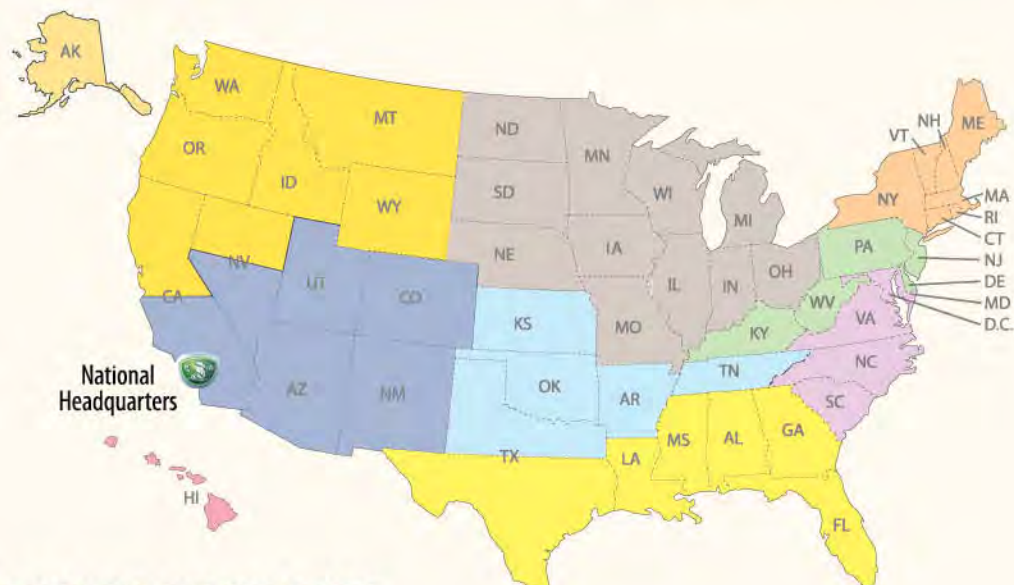 AK
WA
MT
ND
MN
OR
ID
SD
WI
MI
WY
NE
IA
NH
ME
VT
NY
MA
RI
CT
PA
NJ
DE
MD
D.C.
NV
UT
CO
CA
IL
IN
OH
WV
VA
KS
MO
KY
NC
TN
SC
National
Headquarters
AZ
NM
OK
AR
TX
LA
MS
AL
GA
FL
HI